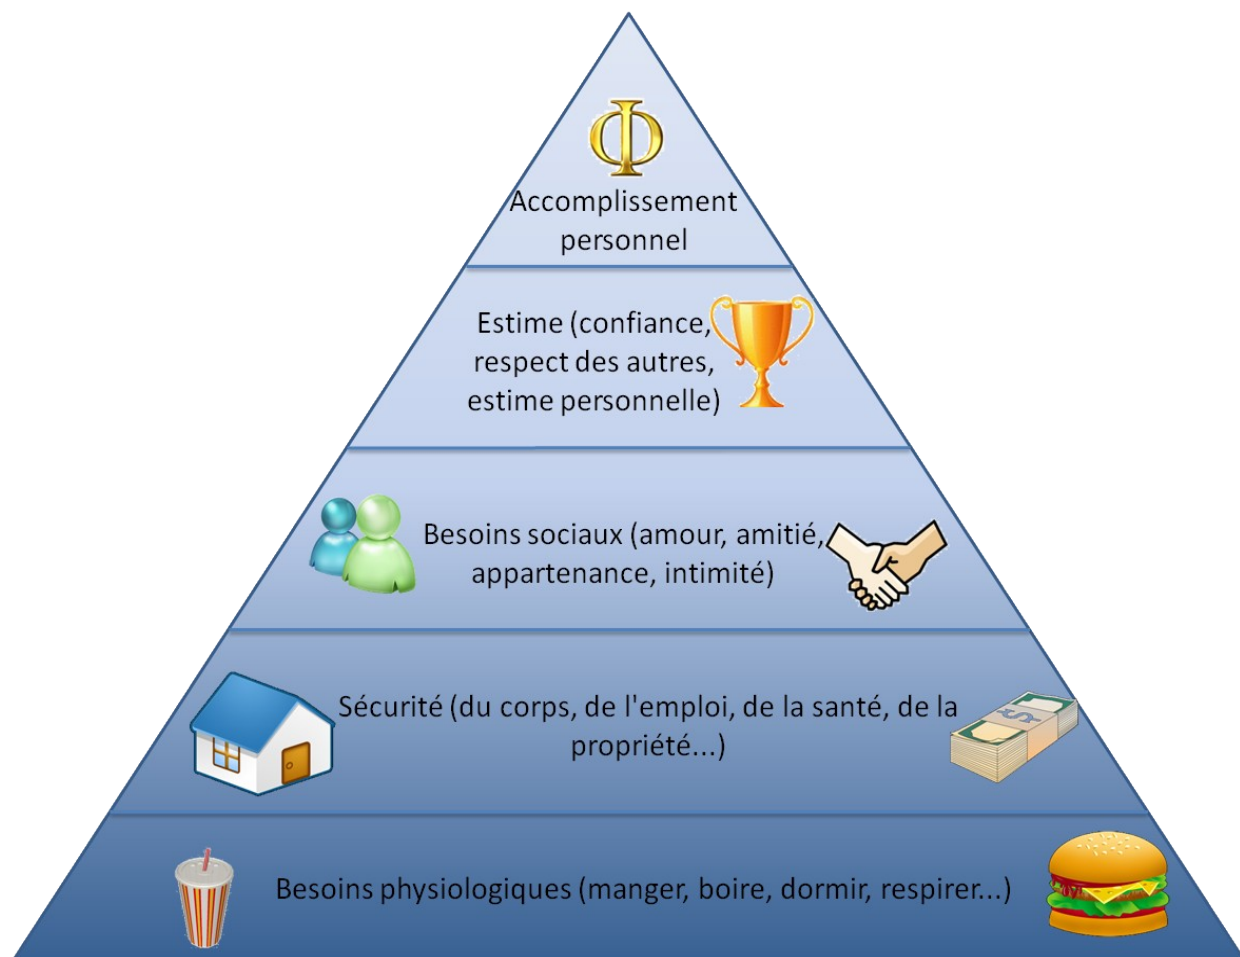 Φ
Accomplissement
personnel
Estime (confiance,
respect des autres,
estime personnelle)
Besoins sociaux (amour, amitié,
appartenance, intimité)
Sécurité (du corps, de l'emploi, de la santé, de la
propriété...)
Besoins physiologiques (manger, boire, dormir, respirer...)